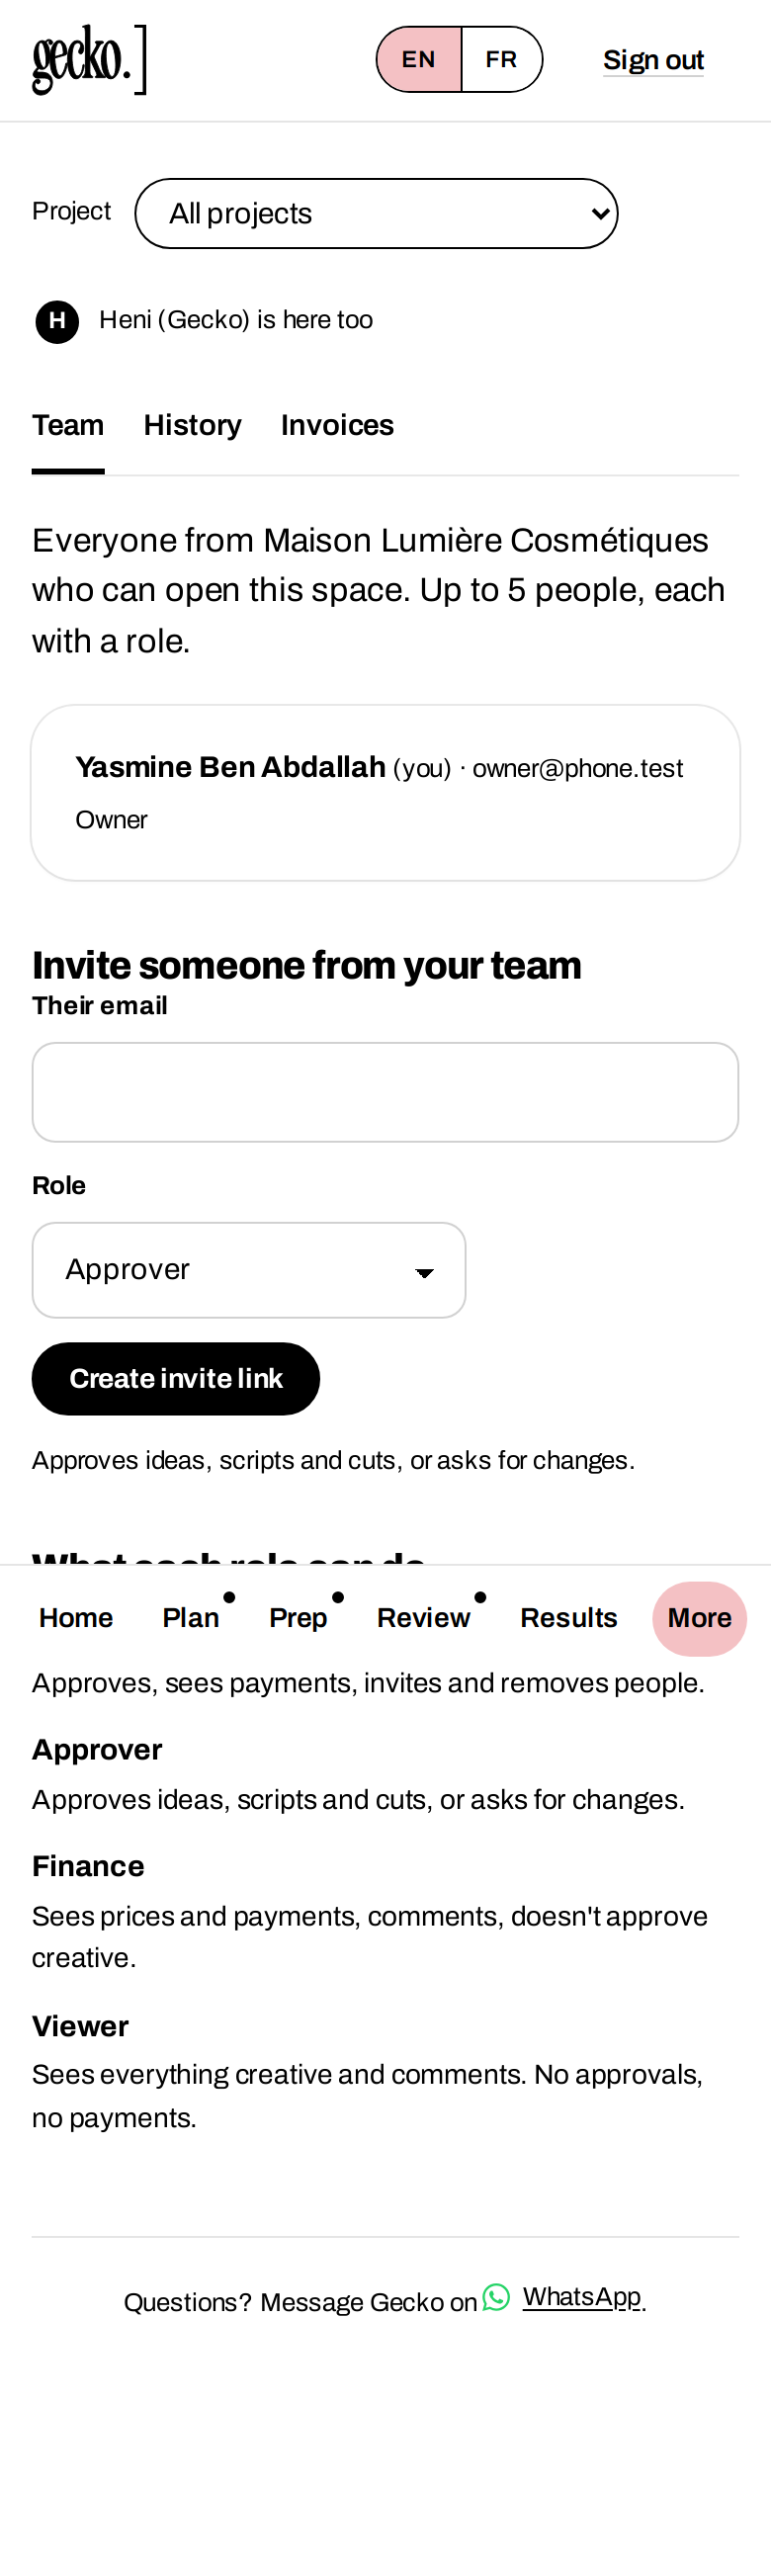 gecko.]
EN FR Sign out
Project All projects
H Heni (Gecko) is here too
Team History Invoices
Everyone from Maison Lumière Cosmétiques
who can open this space. Up to 5 people, each
with a role.
Yasmine Ben Abdallah (you) · owner@phone.test
Owner
Invite someone from your team
Their email
Role
Approver
Create invite link
Approves ideas, scripts and cuts, or asks for changes.
What each role can do
Home Plan Prep Review Results More
Approves, sees payments, invites and removes people.
Approver
Approves ideas, scripts and cuts, or asks for changes.
Finance
Sees prices and payments, comments, doesn't approve
creative.
Viewer
Sees everything creative and comments. No approvals,
no payments.
Questions? Message Gecko on WhatsApp.